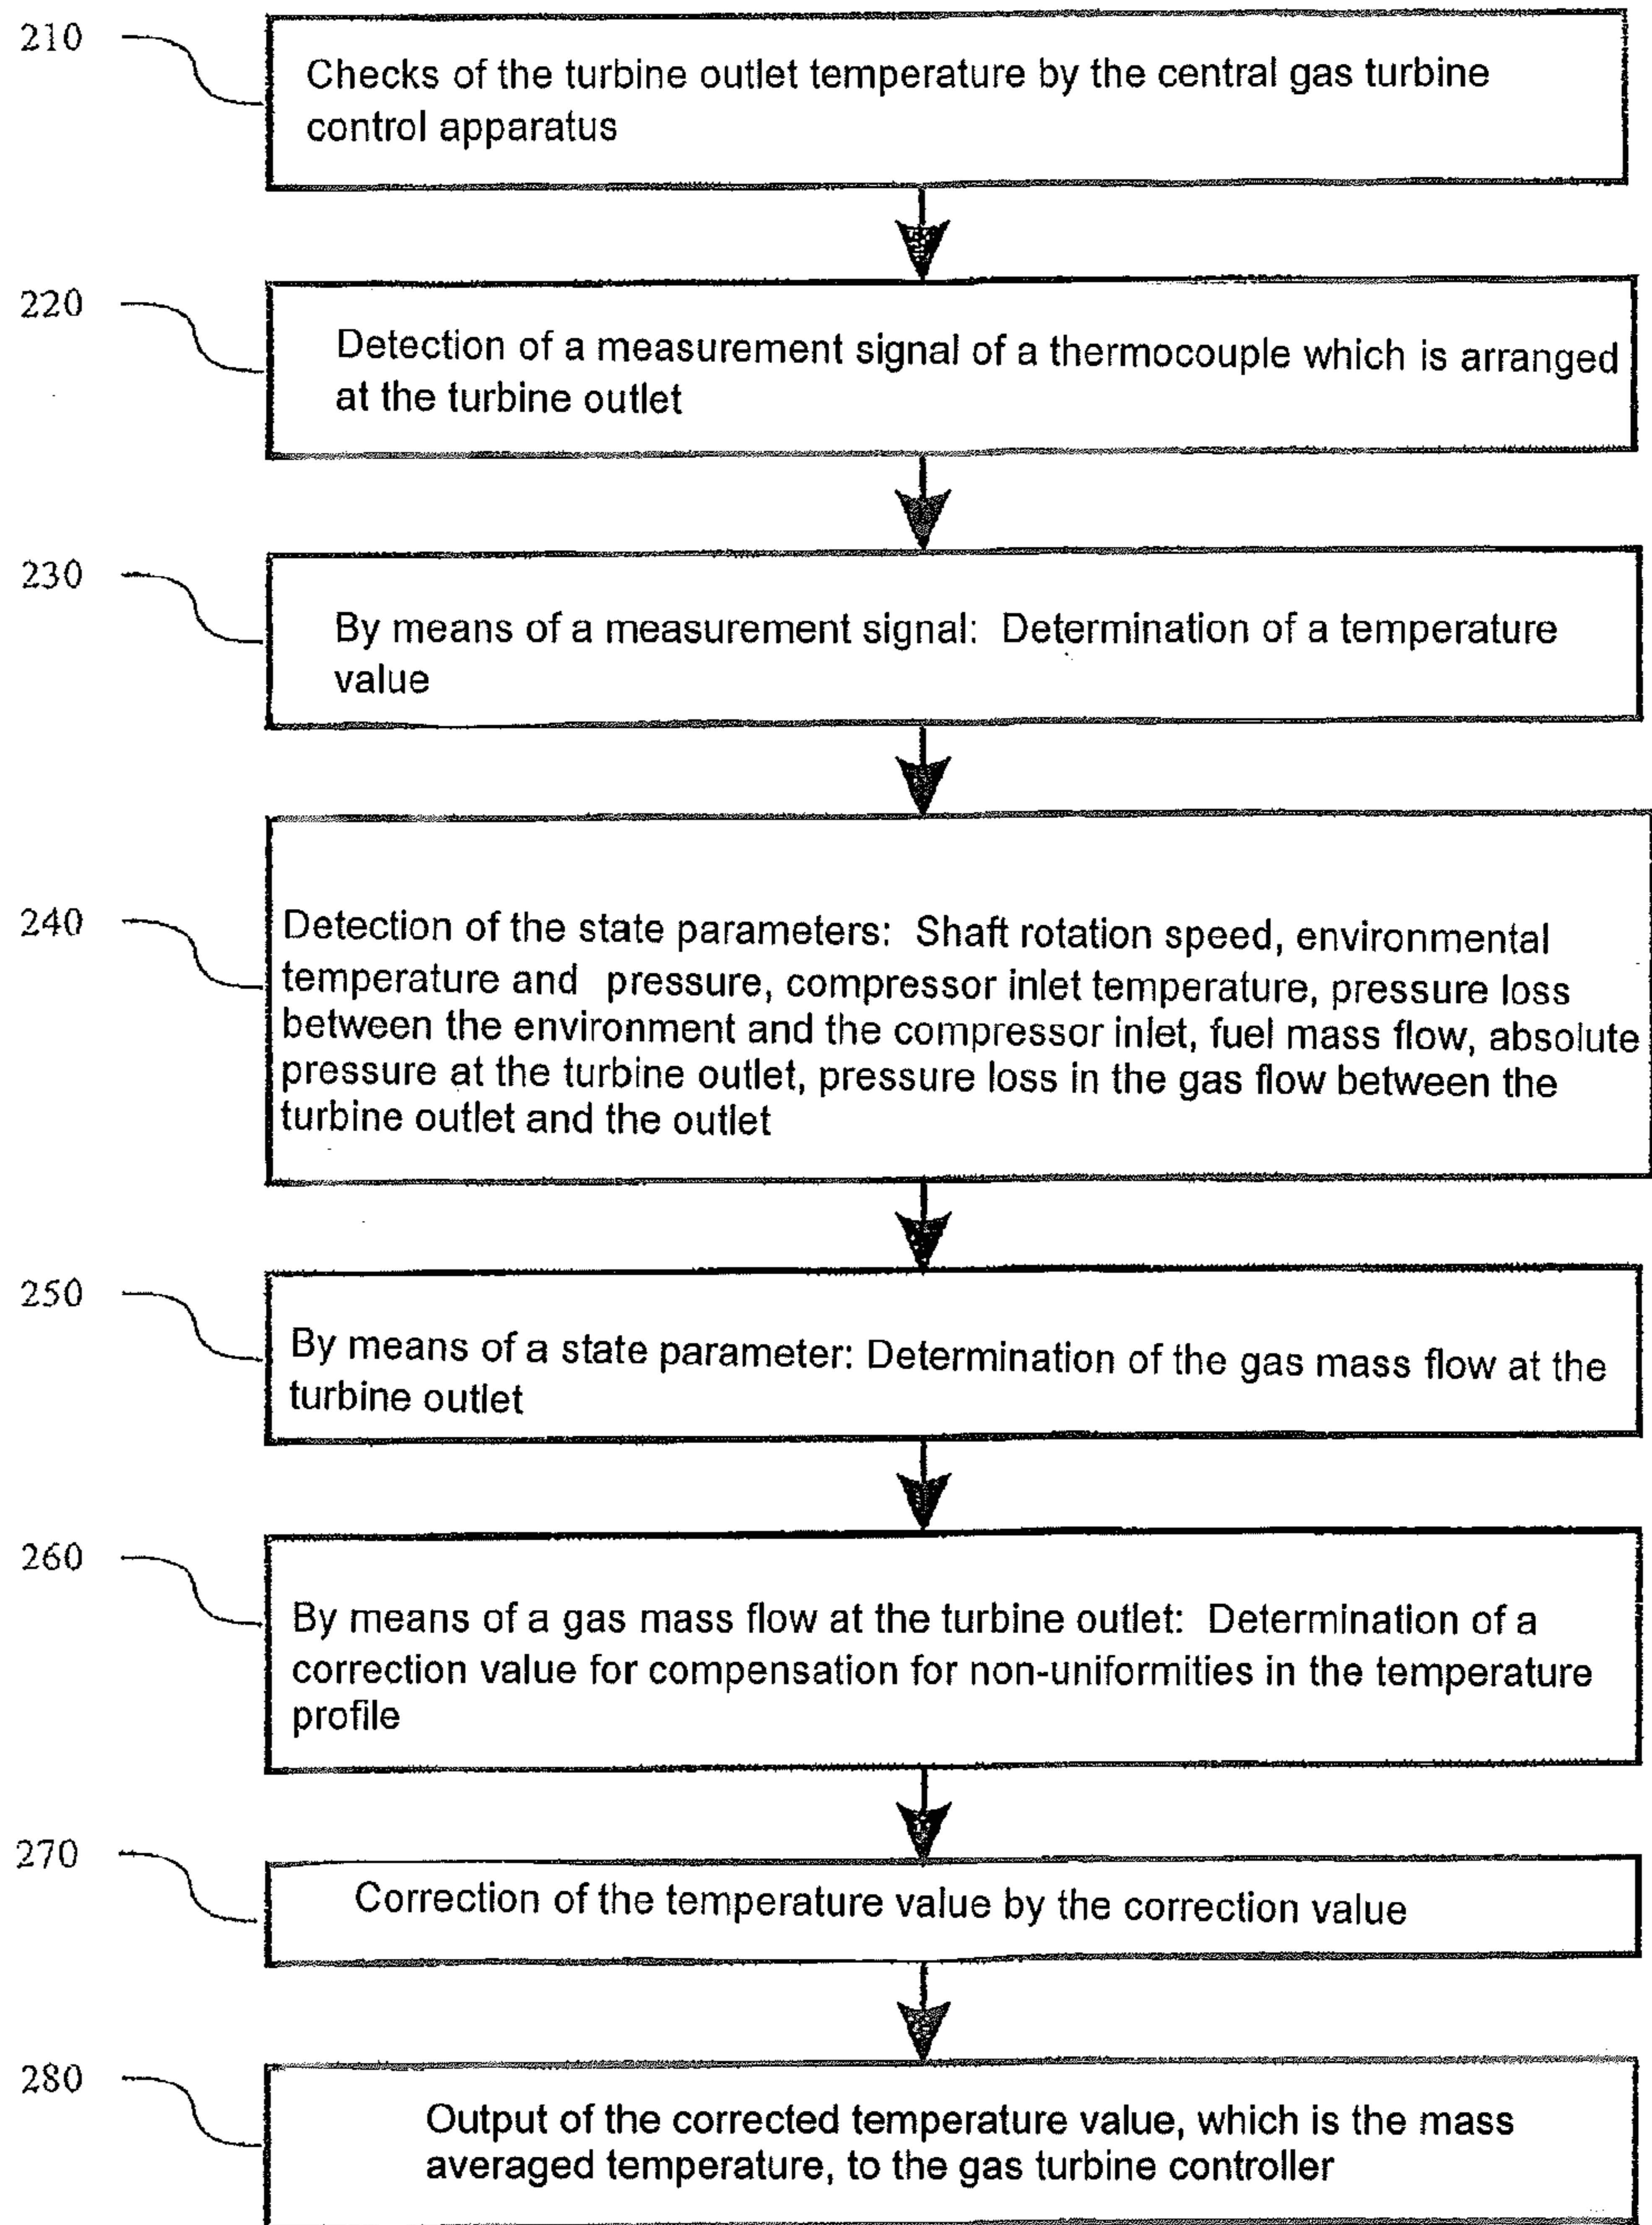 210
Checks of the turbine outlet temperature by the central gas turbine
control apparatus
220
Detection of a measurement signal of a thermocouple which is arranged
at the turbine outlet
230
By means of a measurement signal: Determination of a temperature
value
240
Detection of the state parameters: Shaft rotation speed, environmental
temperature and pressure, compressor inlet temperature, pressure loss
between the environment and the compressor inlet, fuel mass flow, absolute
pressure at the turbine outlet, pressure loss in the gas flow between the
turbine outlet and the outlet
250
By means of a state parameter: Determination of the gas mass flow at the
turbine outlet
260
By means of a gas mass flow at the turbine outlet: Determination of a
correction value for compensation for non-uniformities in the temperature
profile
270
Correction of the temperature value by the correction value
280
Output of the corrected temperature value, which is the mass
averaged temperature, to the gas turbine controller